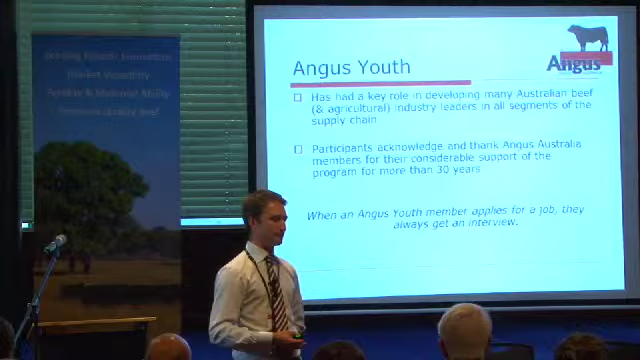 Angus Youth
Angus
Has had a key role in developing many Australian beef
(& agricultural) industry leaders in all segments of the
supply chain
Participants acknowledge and thank Angus Australia
members for their considerable support of the
program for more than 30 years
When an Angus Youth member applies for a job, they
always get an interview.